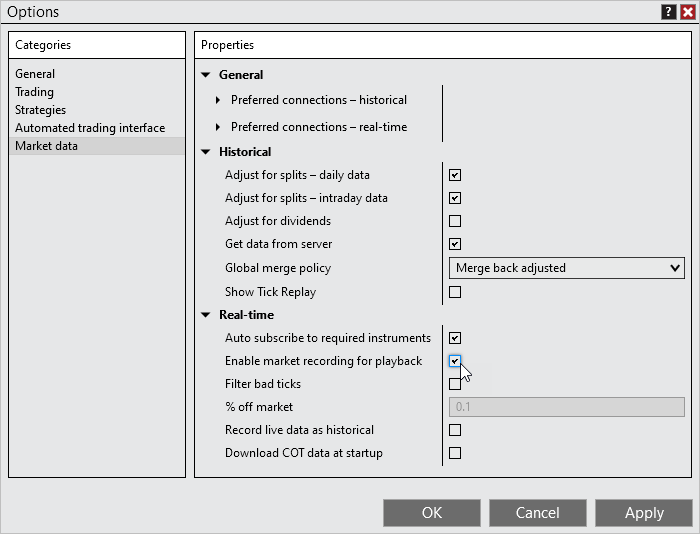 Options
?
Categories
General
Trading
Strategies
Automated trading interface
Market data
Properties
General
Preferred connections – historical
Preferred connections – real-time
Historical
Adjust for splits – daily data
Adjust for splits – intraday data
Adjust for dividends
Get data from server
Global merge policy Merge back adjusted
Show Tick Replay
Real-time
Auto subscribe to required instruments
Enable market recording for playback
Filter bad ticks
% off market 0.1
Record live data as historical
Download COT data at startup
OK Cancel Apply